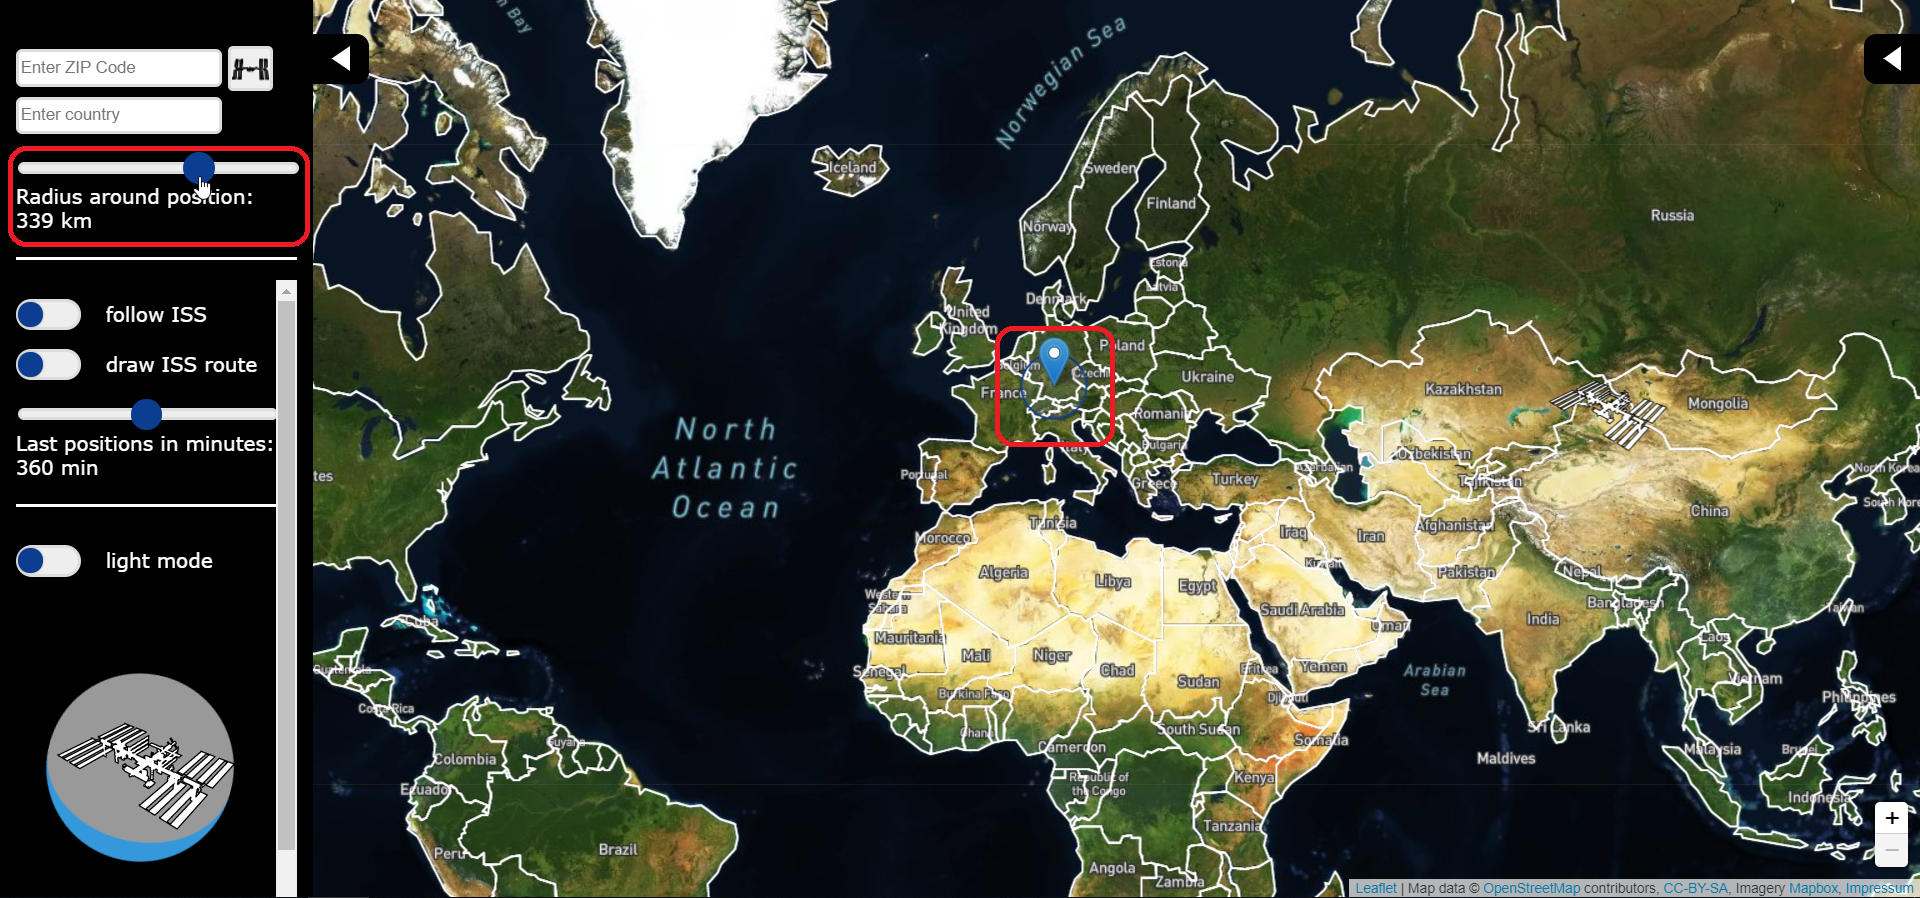 Enter ZIP Code
Enter country
Radius around position:
339 km
follow ISS
draw ISS route
Last positions in minutes:
360 min
light mode
n Bay
Norwegian Sea
Iceland
Sweden
Finland
Norway
Russia
Estonia
Latvia
Denmark
United
Kingdom
Poland
Belgium
Czechi
Ukraine
France
Kazakhstan
Mongolia
Romani
North
Atlantic
Ocean
Bulgaria
Italy
Uzbekistan
Azerbaijan
North Korea
tes
Portugal
Greece
Turkey
Tajikistan
South Kore
China
Tunisia
Afghanistan
Morocco
Iraq
Iran
Kuwait
Algeria
Libya
Egypt
Pakistan
Nepal
Western
Sahara
Bangladesh
Saudi Arabia
Taiwan
Cuba
India
Oman
Mauritania
Laos
Guatemala
Mali
Niger
Chad
Eritrea
Yemen
Arabian
Sea
Senegal
Sudan
Vietnam
Burkina Faso
Djibouti
Philippines
Costa Rica
South Sudan
Sri Lanka
Ghana
Guyana
Cameroon
Somalia
Malaysia
Brunei
Colombia
Maldives
Republic of
the Congo
Kenya
Ecuador
Indonesia
Tanzania
Peru
Brazil
Angola
Zambia
+
−
Leaflet | Map data © OpenStreetMap contributors, CC-BY-SA, Imagery Mapbox, Impressum